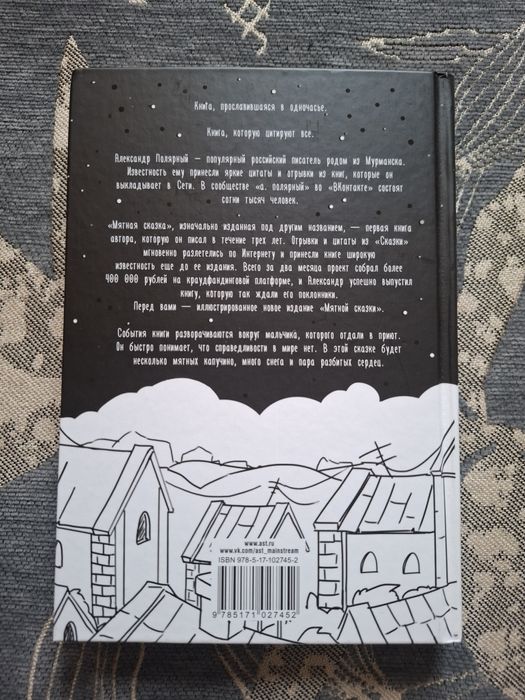 Книга, прославившаяся в одночасье.
Книга, которую цитируют все.
Александр Полярный — популярный российский писатель родом из Мурманска.
Известность ему принесли яркие цитаты и отрывки из книг, которые он
выкладывает в Сети. В сообществе «а. полярный» во «ВКонтакте» состоят
сотни тысяч человек.
«Мятная сказка», изначально изданная под другим названием, — первая книга
автора, которую он писал в течение трех лет. Отрывки и цитаты из «Сказки»
мгновенно разлетелись по Интернету и принесли книге широкую
известность еще до ее издания. Всего за два месяца проект собрал более
400 000 рублей на краудфандинговой платформе, и Александр успешно выпустил
книгу, которую так ждали его поклонники.
Перед вами — иллюстрированное новое издание «Мятной сказки».
События книги разворачиваются вокруг мальчика, которого отдали в приют.
Он быстро понимает, что справедливости в мире нет. В этой сказке будет
несколько мятных капучино, много снега и пара разбитых сердец.
www.ast.ru
www.vk.com/ast_mainstream
ISBN 978-5-17-102745-2
9 785171 027452